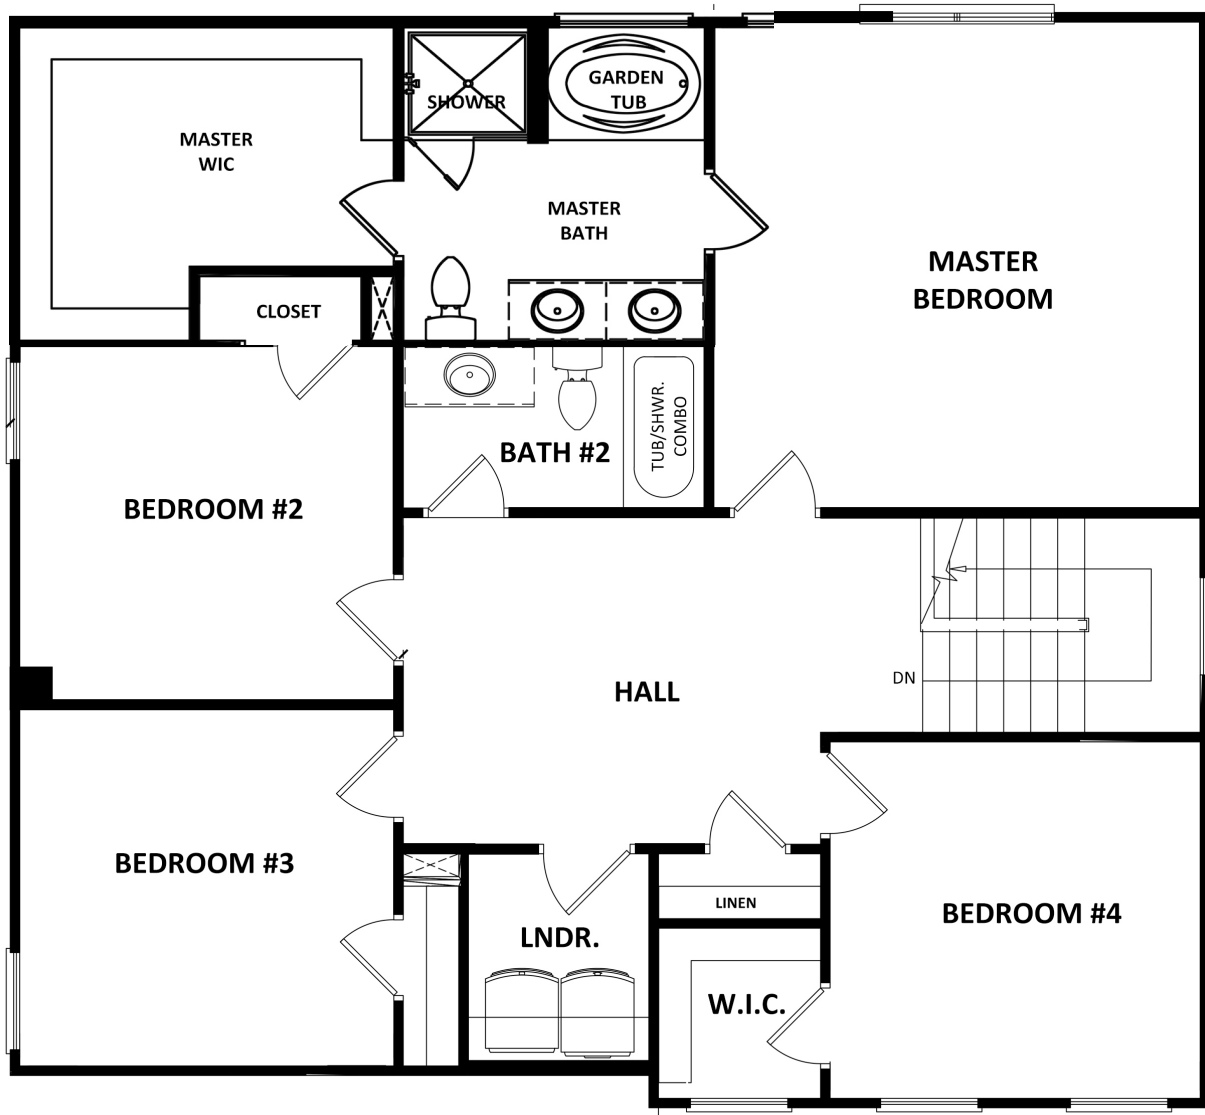 GARDEN
TUB
SHOWER
MASTER
WIC
MASTER
BATH
MASTER
BEDROOM
CLOSET
TUB/SHWR.
COMBO
BATH #2
BEDROOM #2
DN
HALL
BEDROOM #3
LINEN
BEDROOM #4
LNDR.
W.I.C.